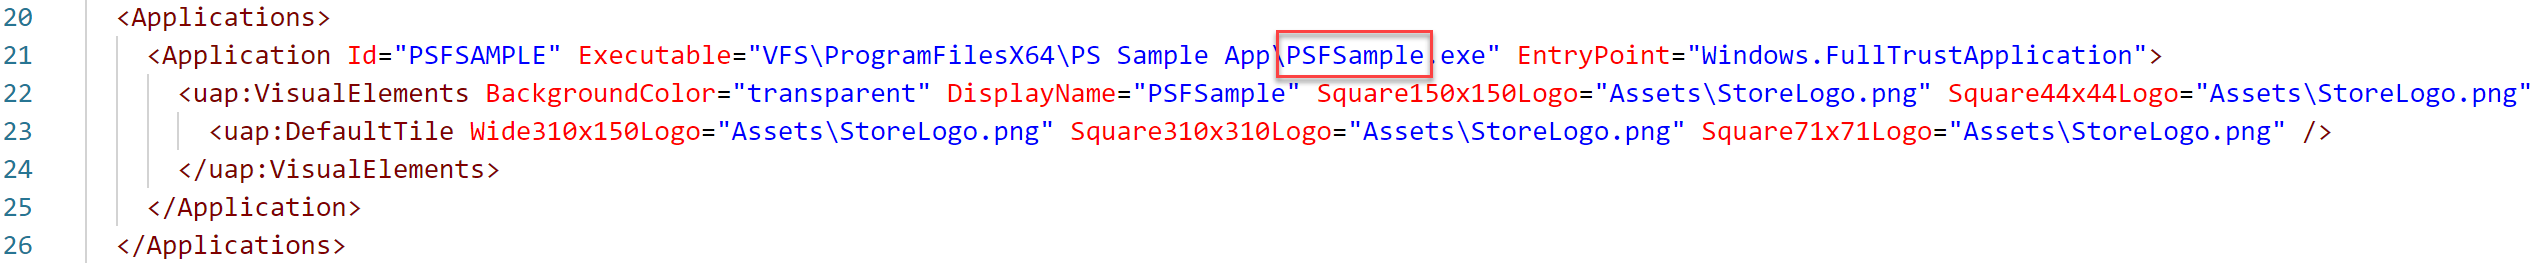 20 <Applications>
21 <Application Id="PSFSAMPLE" Executable="VFS\ProgramFilesX64\PS Sample App\PSFSample.exe" EntryPoint="Windows.FullTrustApplication">
22 <uap:VisualElements BackgroundColor="transparent" DisplayName="PSFSample" Square150x150Logo="Assets\StoreLogo.png" Square44x44Logo="Assets\StoreLogo.png"
23 <uap:DefaultTile Wide310x150Logo="Assets\StoreLogo.png" Square310x310Logo="Assets\StoreLogo.png" Square71x71Logo="Assets\StoreLogo.png" />
24 </uap:VisualElements>
25 </Application>
26 </Applications>